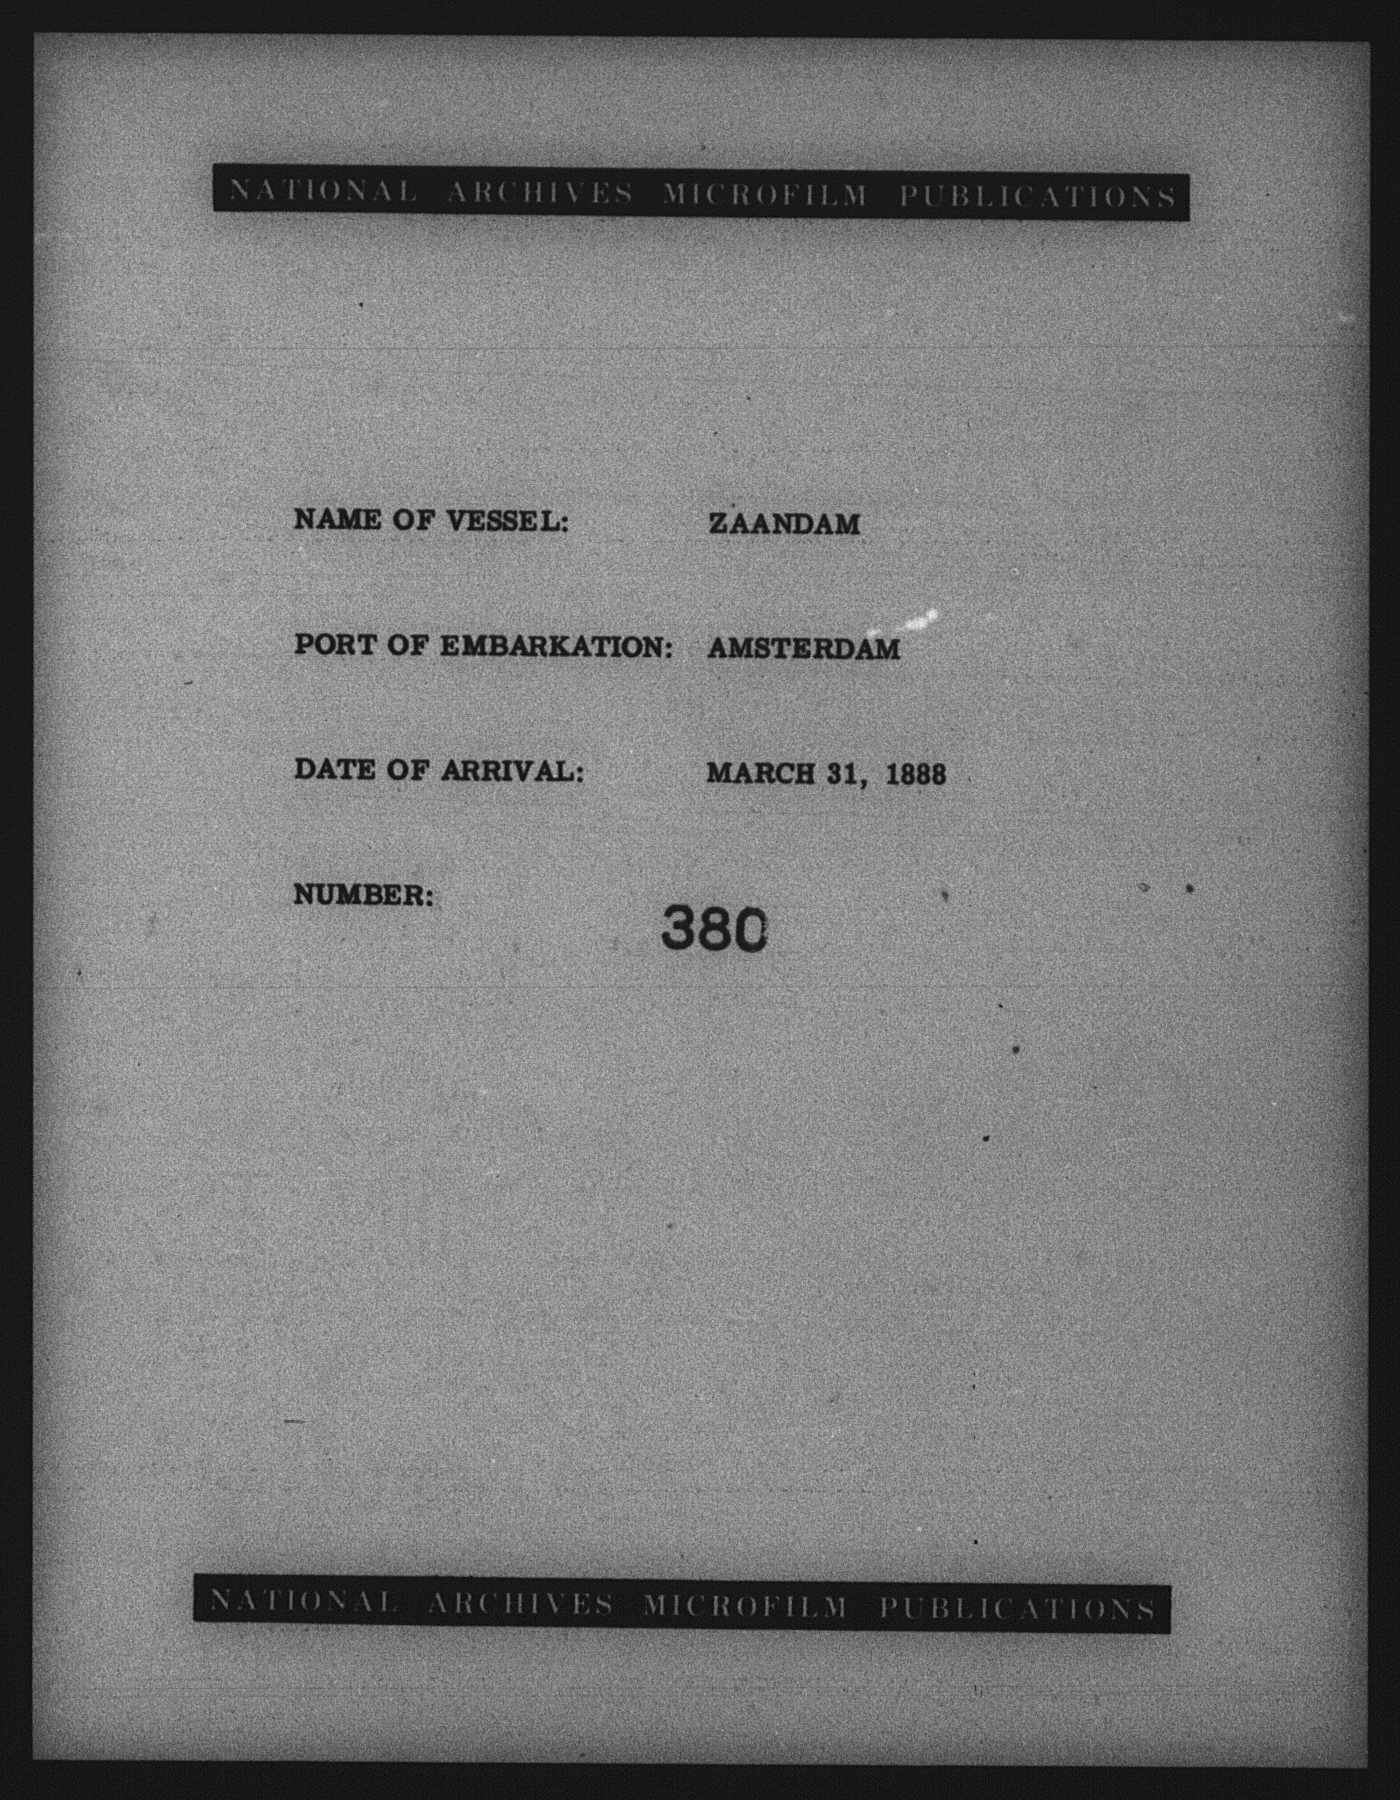 NATIONAL ARCHIVES MICROFILM PUBLICATIONS
NAME OF VESSEL: ZAANDAM
PORT OF EMBARKATION: AMSTERDAM
DATE OF ARRIVAL: MARCH 31, 1888
NUMBER: 380
NATIONAL ARCHIVES MICROFILM PUBLICATIONS